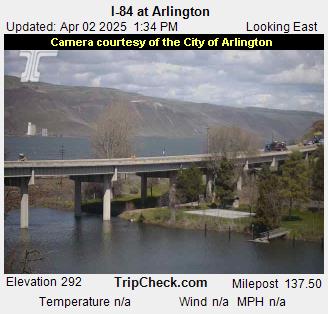 I-84 at Arlington
Updated: Apr 02 2025 1:34 PM Looking East
Camera courtesy of the City of Arlington
Elevation 292 TripCheck.com Milepost 137.50
Temperature n/a Wind n/a MPH n/a